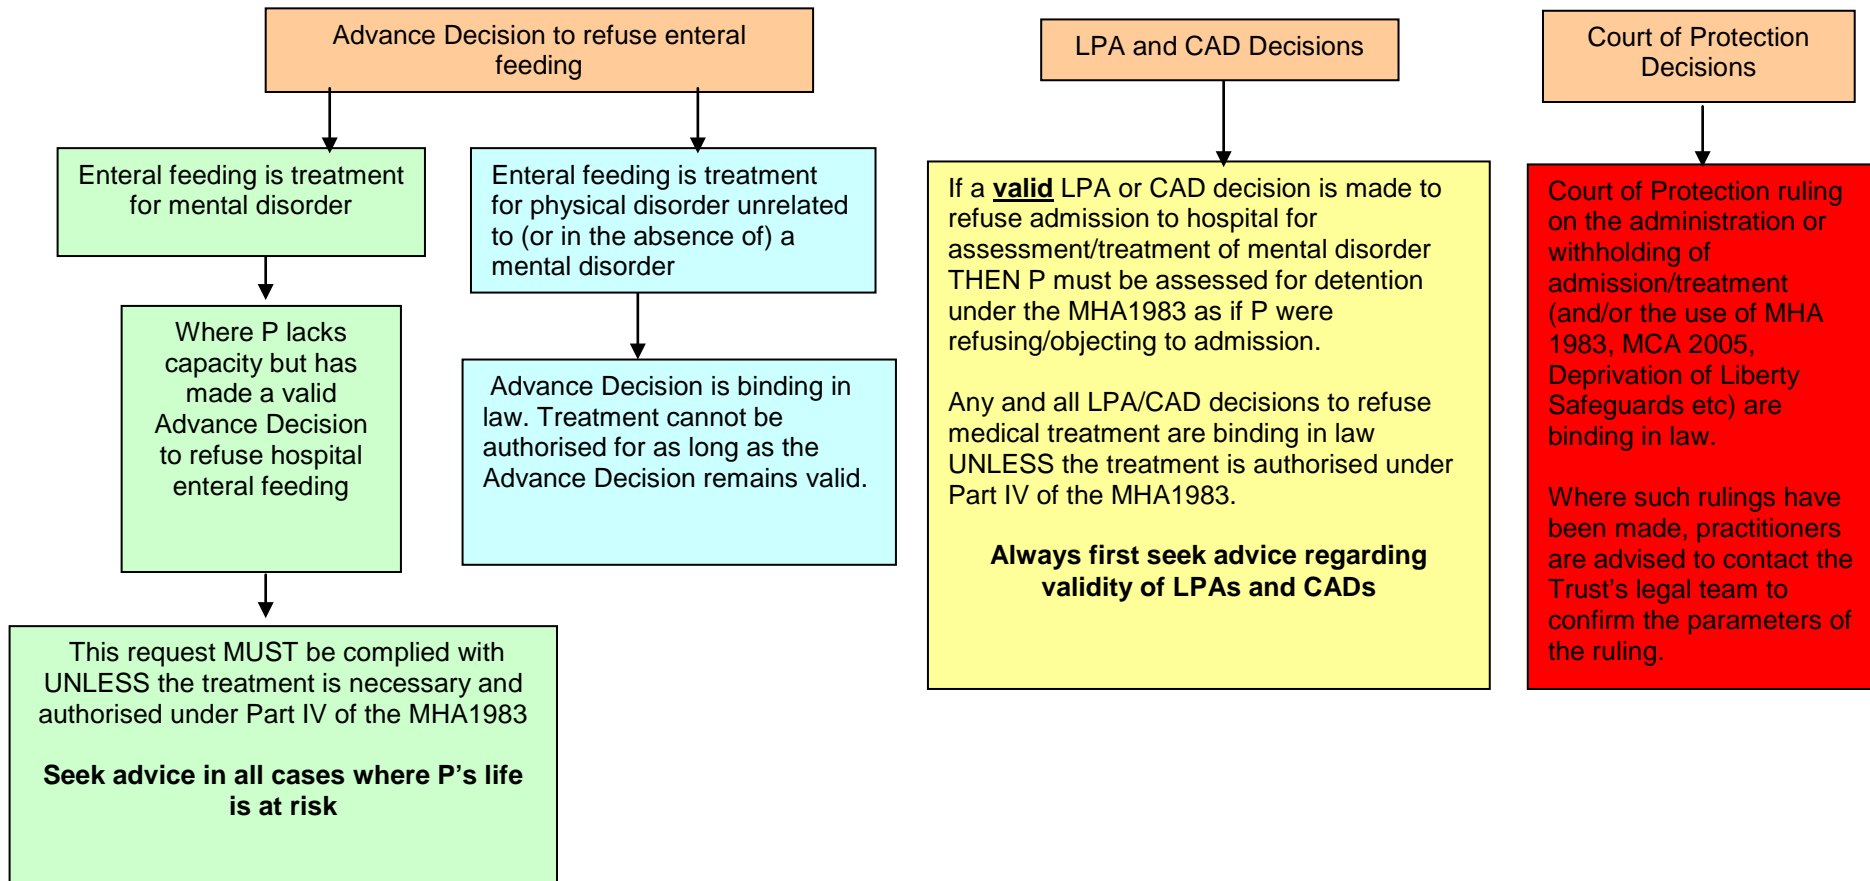 Advance Decision to refuse enteral
feeding
Enteral feeding is treatment
for mental disorder
Where P lacks
capacity but has
made a valid
Advance Decision
to refuse hospital
enteral feeding
This request MUST be complied with
UNLESS the treatment is necessary and
authorised under Part IV of the MHA1983
Seek advice in all cases where P’s life
is at risk
Enteral feeding is treatment
for physical disorder unrelated
to (or in the absence of) a
mental disorder
Advance Decision is binding in
law. Treatment cannot be
authorised for as long as the
Advance Decision remains valid.
LPA and CAD Decisions
If a valid LPA or CAD decision is made to
refuse admission to hospital for
assessment/treatment of mental disorder
THEN P must be assessed for detention
under the MHA1983 as if P were
refusing/objecting to admission.
Any and all LPA/CAD decisions to refuse
medical treatment are binding in law
UNLESS the treatment is authorised under
Part IV of the MHA1983.
Always first seek advice regarding
validity of LPAs and CADs
Court of Protection
Decisions
Court of Protection ruling
on the administration or
withholding of
admission/treatment
(and/or the use of MHA
1983, MCA 2005,
Deprivation of Liberty
Safeguards etc) are
binding in law.
Where such rulings have
been made, practitioners
are advised to contact the
Trust’s legal team to
confirm the parameters of
the ruling.